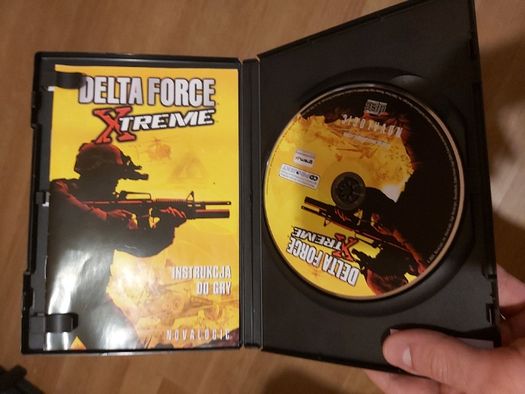 DELTA FORCE
XTREME
INSTRUKCJA
DO GRY
NOVALOGIC
DELTA FORCE
XTREME